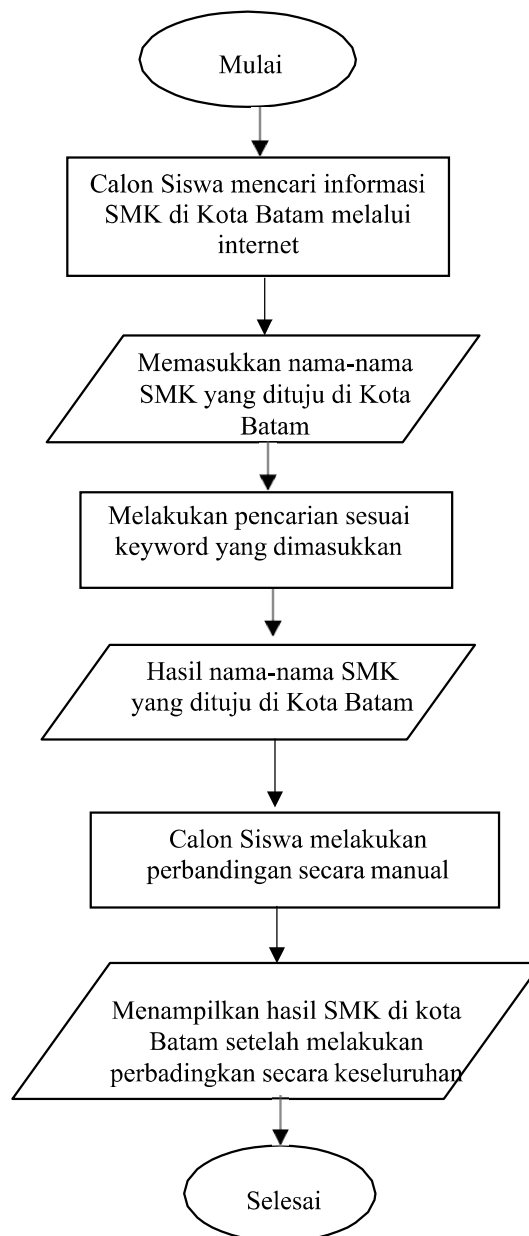 Mulai
Calon Siswa mencari informasi
SMK di Kota Batam melalui
internet
Memasukkan nama-nama
SMK yang dituju di Kota
Batam
Melakukan pencarian sesuai
keyword yang dimasukkan
Hasil nama-nama SMK
yang dituju di Kota Batam
Calon Siswa melakukan
perbandingan secara manual
Menampilkan hasil SMK di kota
Batam setelah melakukan
perbadingkan secara keseluruhan
Selesai